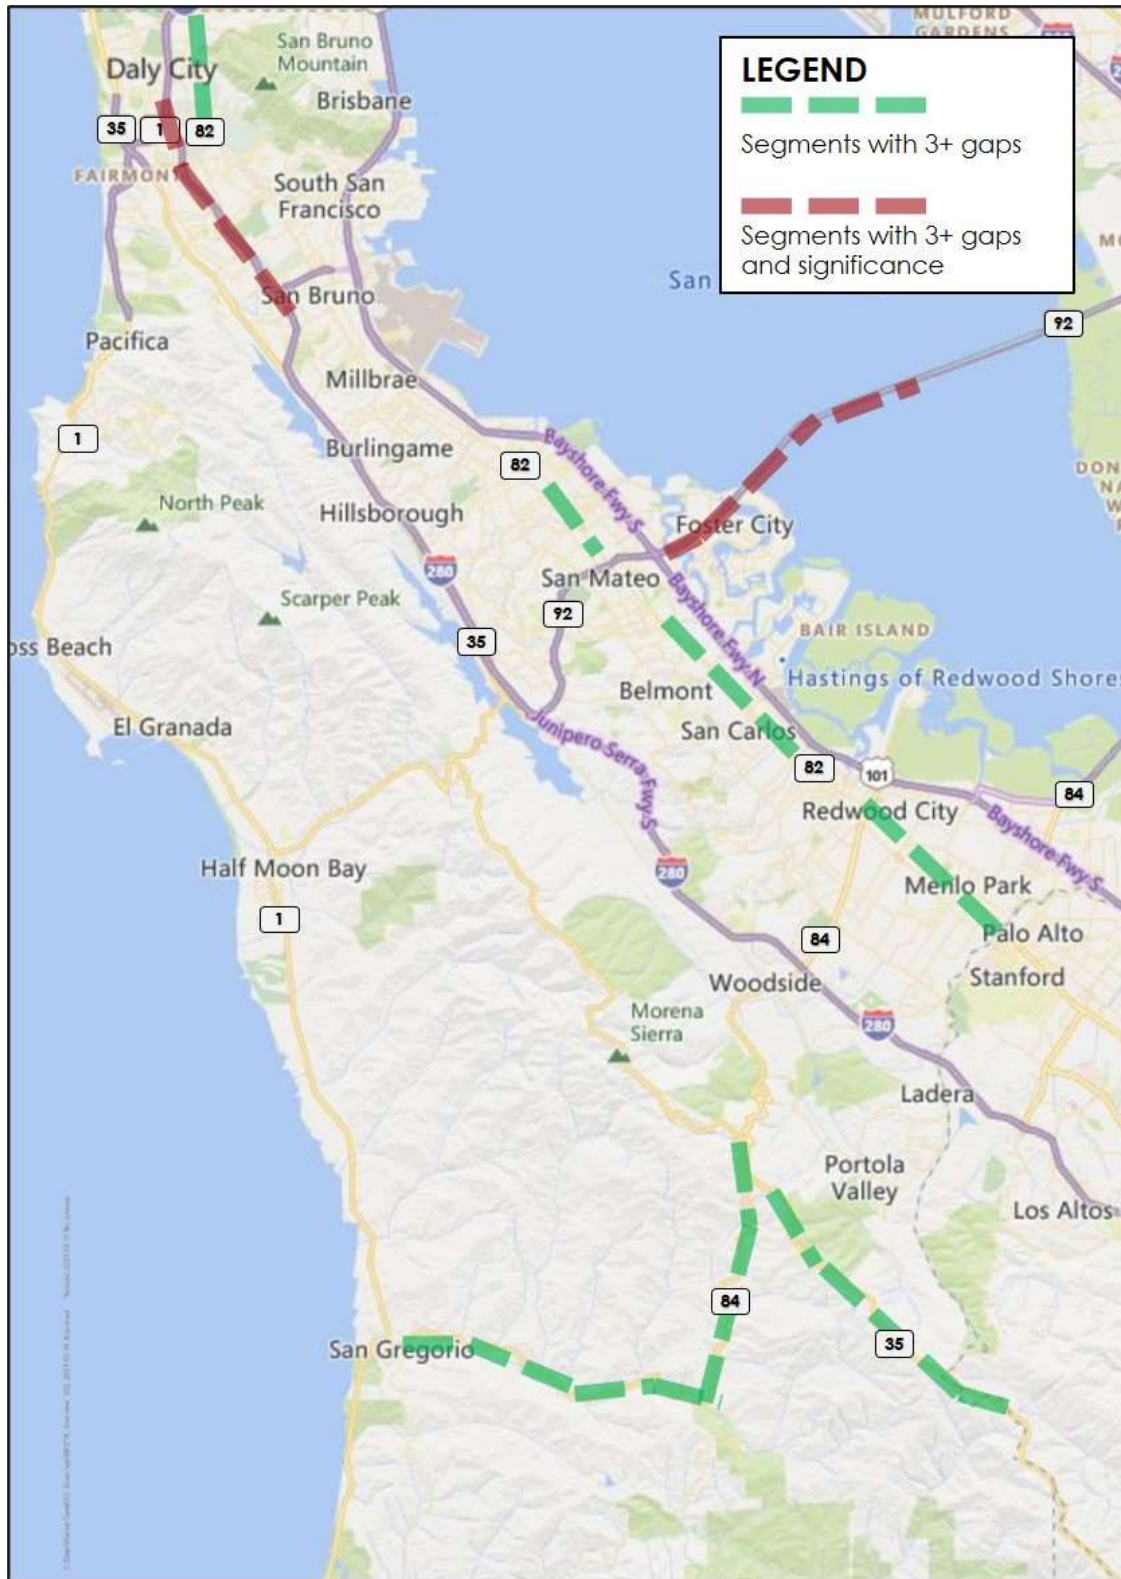 MULFORD
GARDENS
San Bruno
Mountain
Daly City
Brisbane
35
1
82
FAIRMONT
South San
Francisco
LEGEND
Segments with 3+ gaps
Segments with 3+ gaps
and significance
San
San Bruno
92
Pacifica
Millbrae
1
Burlingame
82
Bayshore Fwy S
DON
NA
W
North Peak
Hillsborough
Foster City
280
San Mateo
Scarper Peak
92
Bayshore Fwy N
BAIR ISLAND
oss Beach
35
Hastings of Redwood Shore
Belmont
El Granada
San Carlos
Junipero Serra Fwy S
82
101
84
Redwood City
Bayshore Fwy S
Half Moon Bay
280
Menlo Park
1
84
Palo Alto
Stanford
Woodside
Morena
Sierra
280
Ladera
Portola
Valley
Los Altos
84
35
San Gregorio